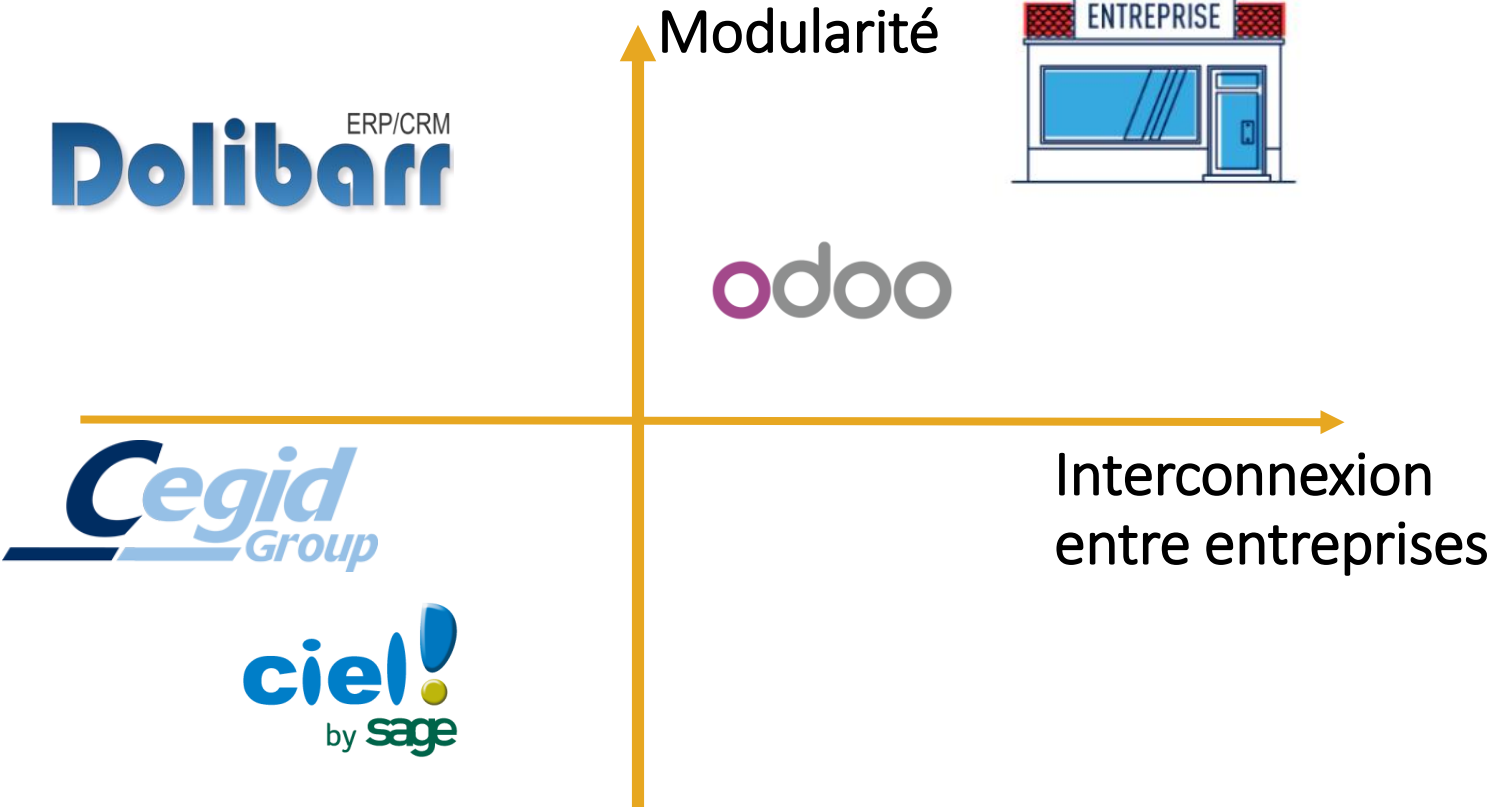 Modularité
ENTREPRISE
ERP/CRM
Dolibarr
odoo
Cegid
Group
Interconnexion
entre entreprises
ciel!
by sage